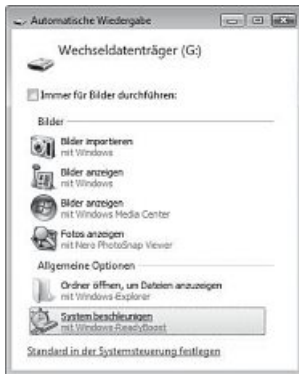 Automatische Wiedergabe
Wechseldatenträger (G:)
Immer für Bilder durchführen:
Bilder
Bilder importieren
mit Windows
Bilder anzeigen
mit Windows
Bilder anzeigen
mit Windows Media Center
Fotos anzeigen
mit Nero PhotoSnap Viewer
Allgemeine Optionen
Ordner öffnen, um Dateien anzuzeigen
mit Windows-Explorer
System beschleunigen
mit Windows-ReadyBoost
Standard in der Systemsteuerung festlegen